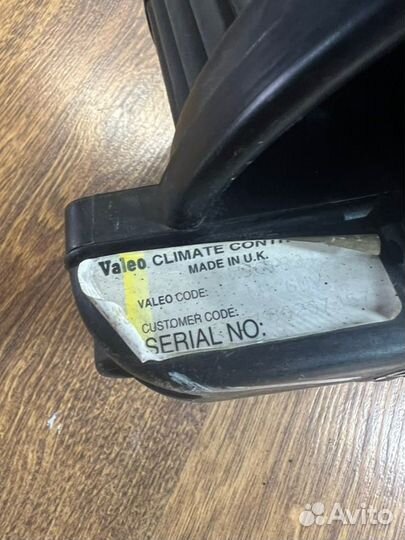 Valeo CLIMATE CONT
MADE IN U.K.
VALEO CODE:
CUSTOMER CODE:
SERIAL NO:
Avito